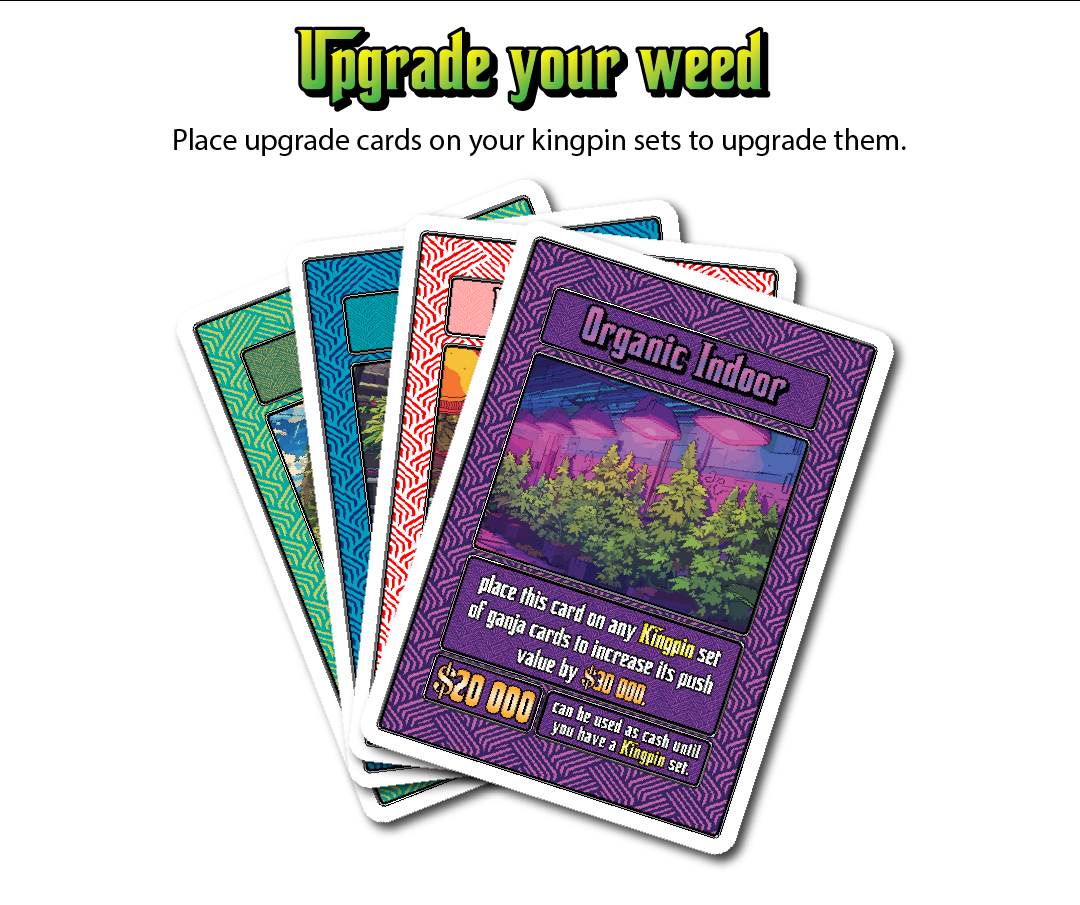 Upgrade your weed
Place upgrade cards on your kingpin sets to upgrade them.
Organic Indoor
place this card on any Kingpin set
of ganja cards to increase its push
value by $30 000.
$20 000
can be used as cash until
you have a Kingpin set.